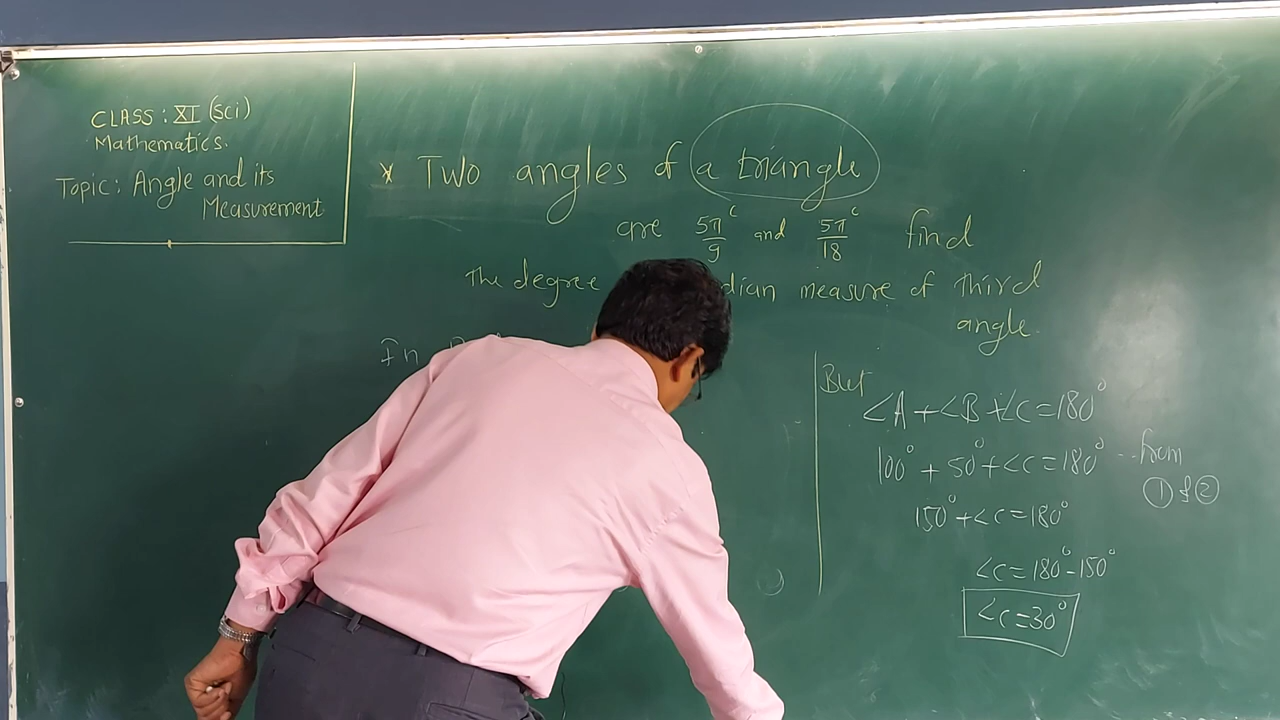 CLASS : XI (Sci)
Mathematics.
Topic: Angle and its
Measurement
* Two angles of a triangle
are 5π/9 ᶜ and 5π/18 ᶜ find
the degree dian measure of third
angle.
In
But
∠A + ∠B + ∠C = 180°
100° + 50° + ∠C = 180° --- from
① & ②
150° + ∠C = 180°
∠C = 180° - 150°
∠C = 30°